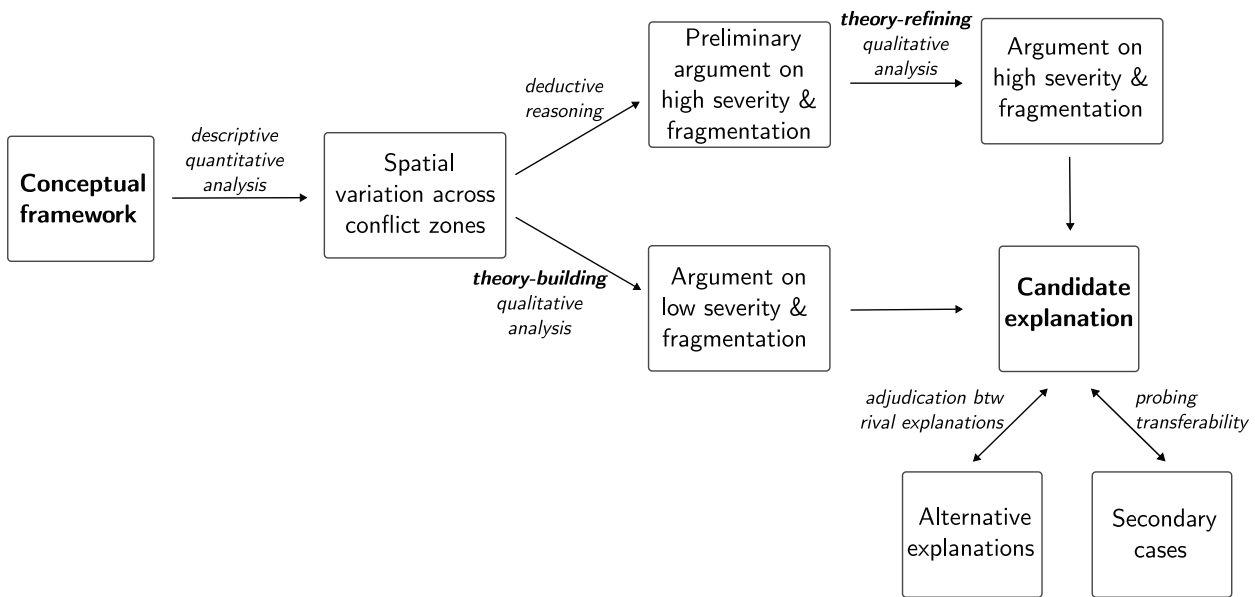 Conceptual
framework
descriptive
quantitative
analysis
Spatial
variation across
conflict zones
deductive
reasoning
theory-building
qualitative
analysis
Preliminary
argument on
high severity &
fragmentation
theory-refining
qualitative
analysis
Argument on
high severity &
fragmentation
Argument on
low severity &
fragmentation
Candidate
explanation
adjudication btw
rival explanations
probing
transferability
Alternative
explanations
Secondary
cases